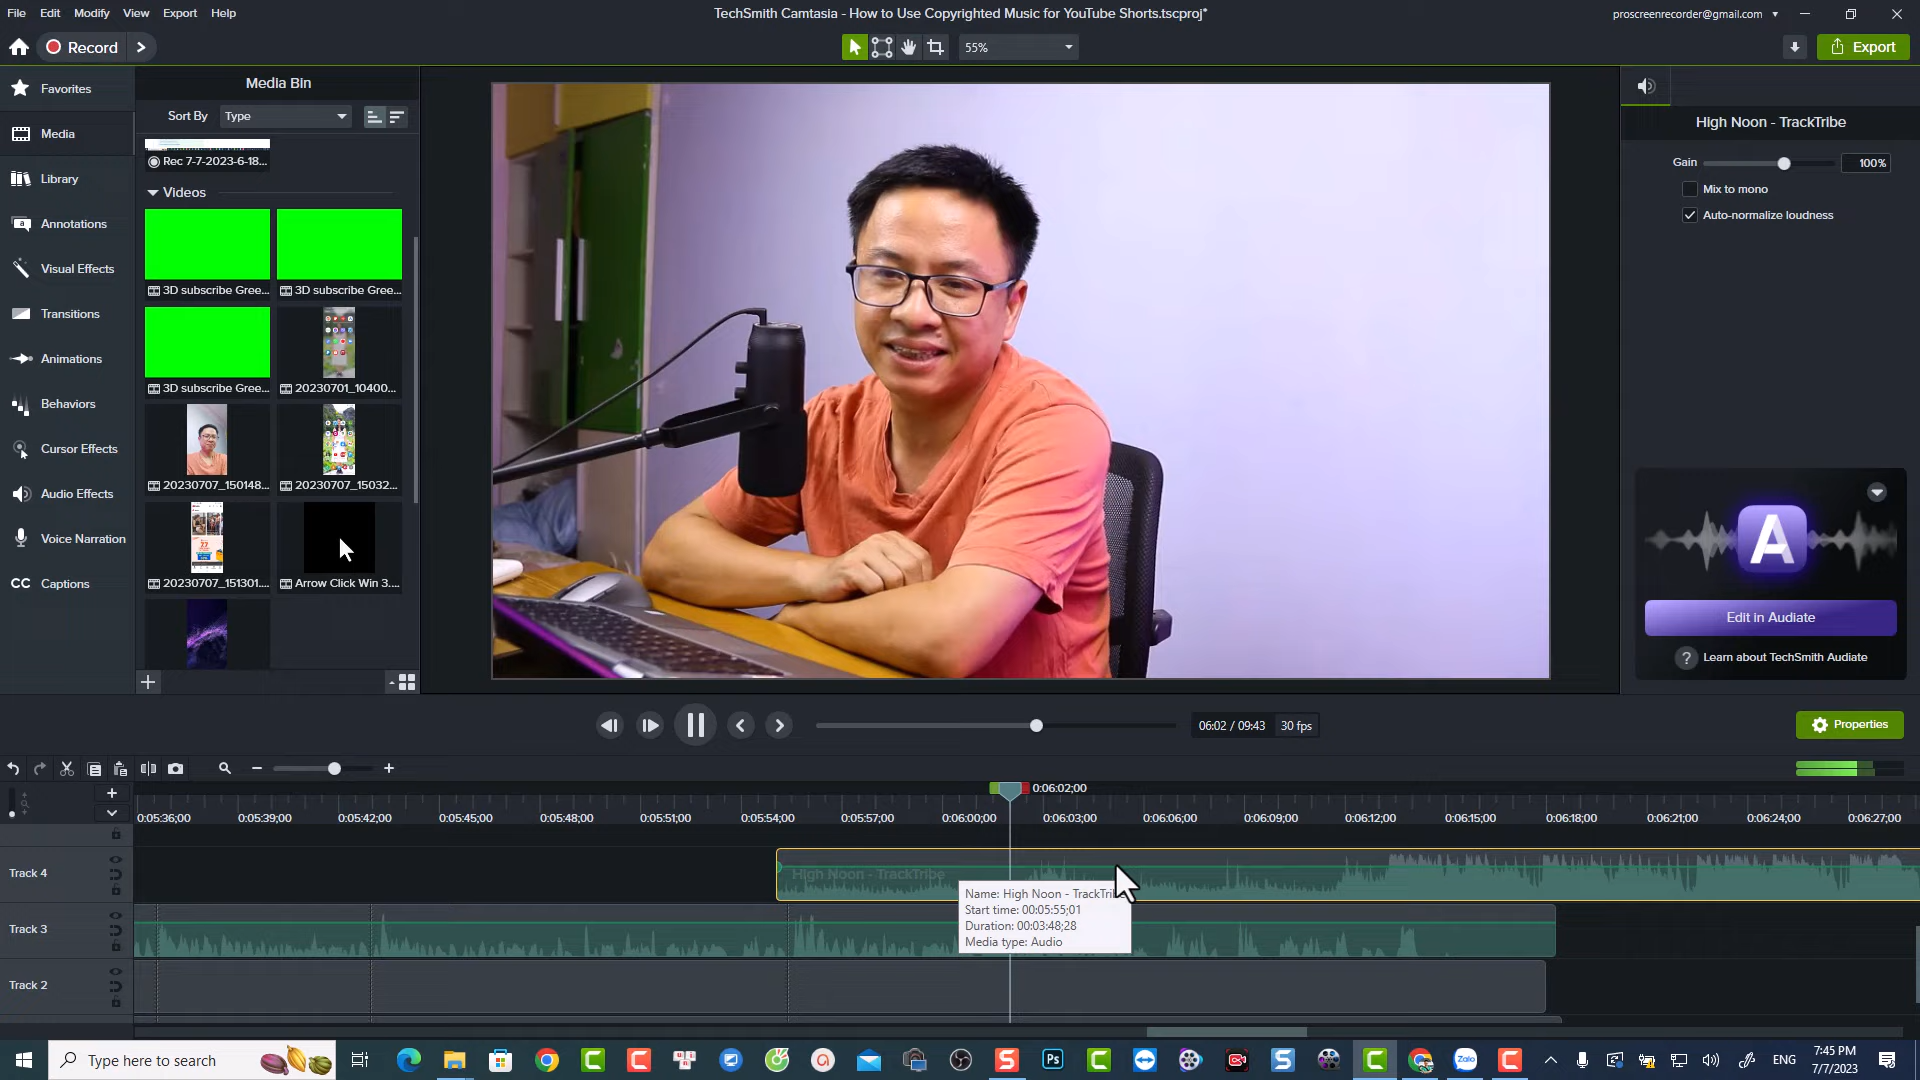 File Edit Modify View Export Help
TechSmith Camtasia - How to Use Copyrighted Music for YouTube Shorts.tscproj*
proscreenrecorder@gmail.com
Record
55%
Export
Favorites
Media
Library
Annotations
Visual Effects
Transitions
Animations
Behaviors
Cursor Effects
Audio Effects
Voice Narration
CC Captions
Media Bin
Sort By Type
Rec 7-7-2023-6-18...
Videos
3D subscribe Gree... 3D subscribe Gree...
3D subscribe Gree... 20230701_10400...
20230707_150148... 20230707_15032...
20230707_151301.... Arrow Click Win 3....
High Noon - TrackTribe
Gain 100%
Mix to mono
Auto-normalize loudness
A
Edit in Audiate
? Learn about TechSmith Audiate
06:02 / 09:43 30 fps
Properties
0:06:02;00
0:05:36;00 0:05:39;00 0:05:42;00 0:05:45;00 0:05:48;00 0:05:51;00 0:05:54;00 0:05:57;00 0:06:00;00 0:06:03;00 0:06:06;00 0:06:09;00 0:06:12;00 0:06:15;00 0:06:18;00 0:06:21;00 0:06:24;00 0:06:27;00
Track 4
High Noon - TrackTribe
Name: High Noon - TrackTri
Start time: 00:05:55;01
Duration: 00:03:48;28
Media type: Audio
Track 3
Track 2
Type here to search
Ps
Zalo
ENG
7:45 PM
7/7/2023